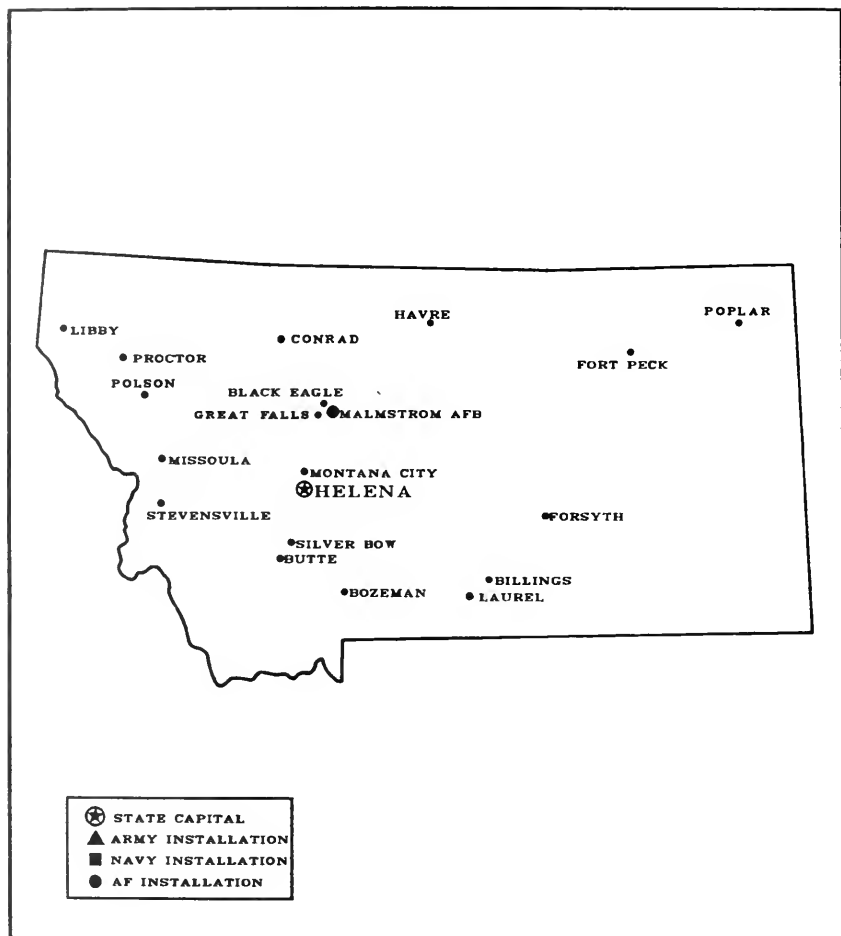 HAVRE
POPLAR
LIBBY
CONRAD
PROCTOR
FORT PECK
POLSON
BLACK EAGLE
GREAT FALLS
MALMSTROM AFB
MISSOULA
MONTANA CITY
HELENA
STEVENSVILLE
FORSYTH
SILVER BOW
BUTTE
BILLINGS
BOZEMAN
LAUREL
STATE CAPITAL
ARMY INSTALLATION
NAVY INSTALLATION
AF INSTALLATION